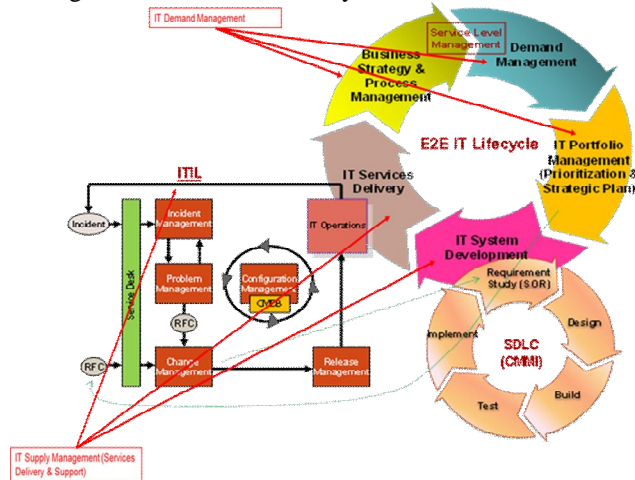 IT Demand Management
Service Level
Management
Business
Strategy &
Process
Management
Demand
Management
E2E IT Lifecycle
IT Portfolio
Management
(Prioritization &
Strategic Plan)
IT Services
Delivery
IT System
Development
ITIL
Incident
Service Desk
Incident
Management
IT Operations
Problem
Management
Configuration
Management
CMDB
RFC
RFC
Change
Management
Release
Management
Requirement
Study (SOR)
Design
Build
Test
Implement
SDLC
(CMMI)
IT Supply Management (Services
Delivery & Support)